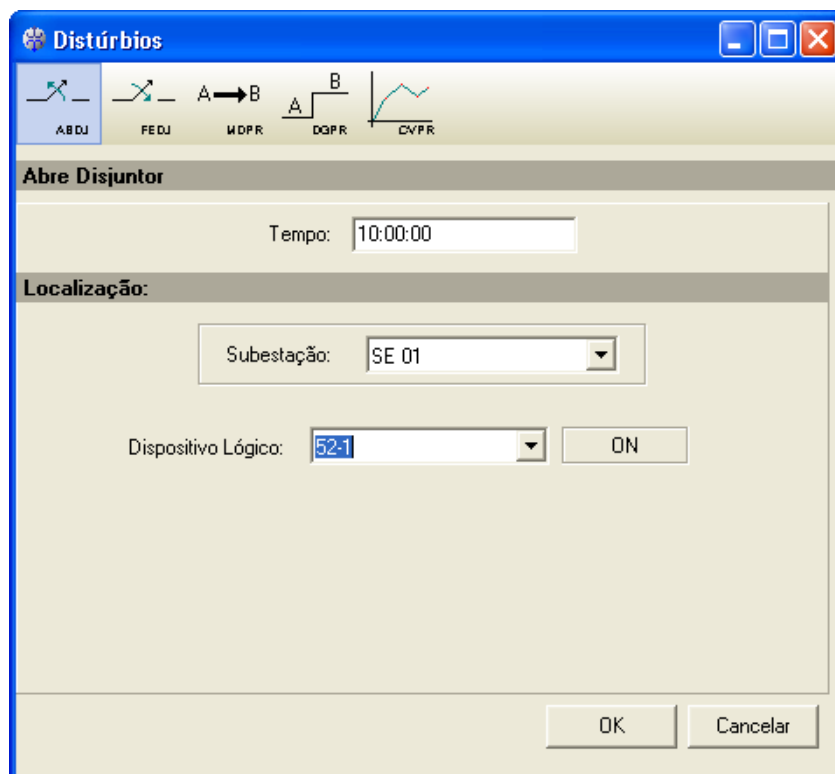 Distúrbios
A B A B
ABDJ FEDJ MDPR DGPR CVPR
Abre Disjuntor
Tempo: 10:00:00
Localização:
Subestação: SE 01
Dispositivo Lógico: 52-1 ON
OK Cancelar